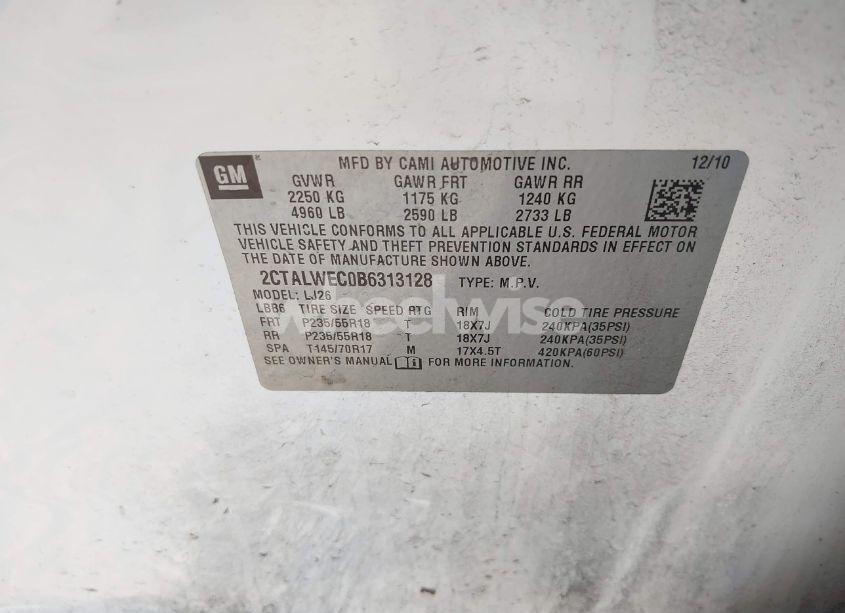 GM
MFD BY CAMI AUTOMOTIVE INC. 12/10
GVWR GAWR FRT GAWR RR
2250 KG 1175 KG 1240 KG
4960 LB 2590 LB 2733 LB
THIS VEHICLE CONFORMS TO ALL APPLICABLE U.S. FEDERAL MOTOR
VEHICLE SAFETY AND THEFT PREVENTION STANDARDS IN EFFECT ON
THE DATE OF MANUFACTURE SHOWN ABOVE.
2CTALWEC0B6313128 TYPE: M.P.V.
MODEL: LJ26
LBB6 TIRE SIZE SPEED RTG RIM COLD TIRE PRESSURE
FRT P235/55R18 T 18X7J 240KPA(35PSI)
RR P235/55R18 T 18X7J 240KPA(35PSI)
SPA T145/70R17 M 17X4.5T 420KPA(60PSI)
SEE OWNER'S MANUAL FOR MORE INFORMATION.
wheelwise